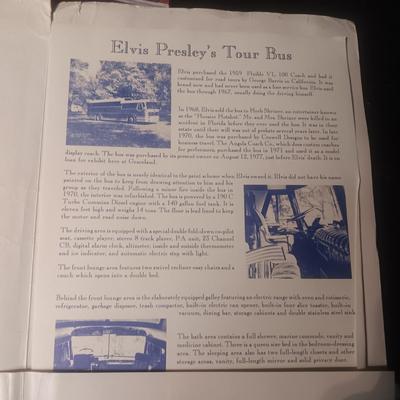 Elvis Presley's Tour Bus
Elvis purchased the 1959 Flxible VL 100 Coach and had it
customized for road tours by George Barris in California. It was
brand new and had never been used as a line service bus. Elvis used
the bus through 1967, usually doing the driving himself.
In 1968, Elvis sold the bus to Herb Shriner, an entertainer known
as the "Hoosier Hotshot". Mr. and Mrs. Shriner were killed in an
accident in Florida before they ever used the bus. It was in their
estate until their will was out of probate several years later. In late
1970, the bus was purchased by Conwell Designs to be used for
business travel. The Angola Coach Co., which does custom coaches
for performers, purchased the bus in 1971 and used it as a model
display coach. The bus was purchased by its present owner on August 12, 1977, just before Elvis' death. It is on
loan for exhibit here at Graceland.
The exterior of the bus is nearly identical to the paint scheme when Elvis owned it. Elvis did not have his name
painted on the bus to keep from drawing attention to him and his
group as they traveled. Following a minor fire inside the bus in
1970, the interior was refurbished. The bus is powered by a 190 C
Turbo Cummins Diesel engine with a 140 gallon fuel tank. It is
eleven feet high and weighs 14 tons. The floor is lead lined to keep
the motor and road noise down.
The driving area is equipped with a special double fold-down co-pilot
seat, cassette player, stereo 8 track player, P.A. unit, 23 Channel
CB, digital alarm clock, altimeter, inside and outside thermometer
and ice indicator, and automatic electric step with light.
The front lounge area features two swivel recliner easy chairs and a
couch which opens into a double bed.
Behind the front lounge area is the elaborately equipped galley featuring an electric range with oven and rotisserie,
refrigerator, garbage disposer, trash compactor, built-in electric can opener, built-in four slice toaster, built-in
vacuum, dining bar, storage cabinets and double stainless steel sink
The bath area contains a full shower, marine commode, vanity and
medicine cabinet. There is a queen size bed in the bedroom-dressing
area. The sleeping area also has two full-length closets and other
storage areas, vanity, full-length mirror and solid privacy door.